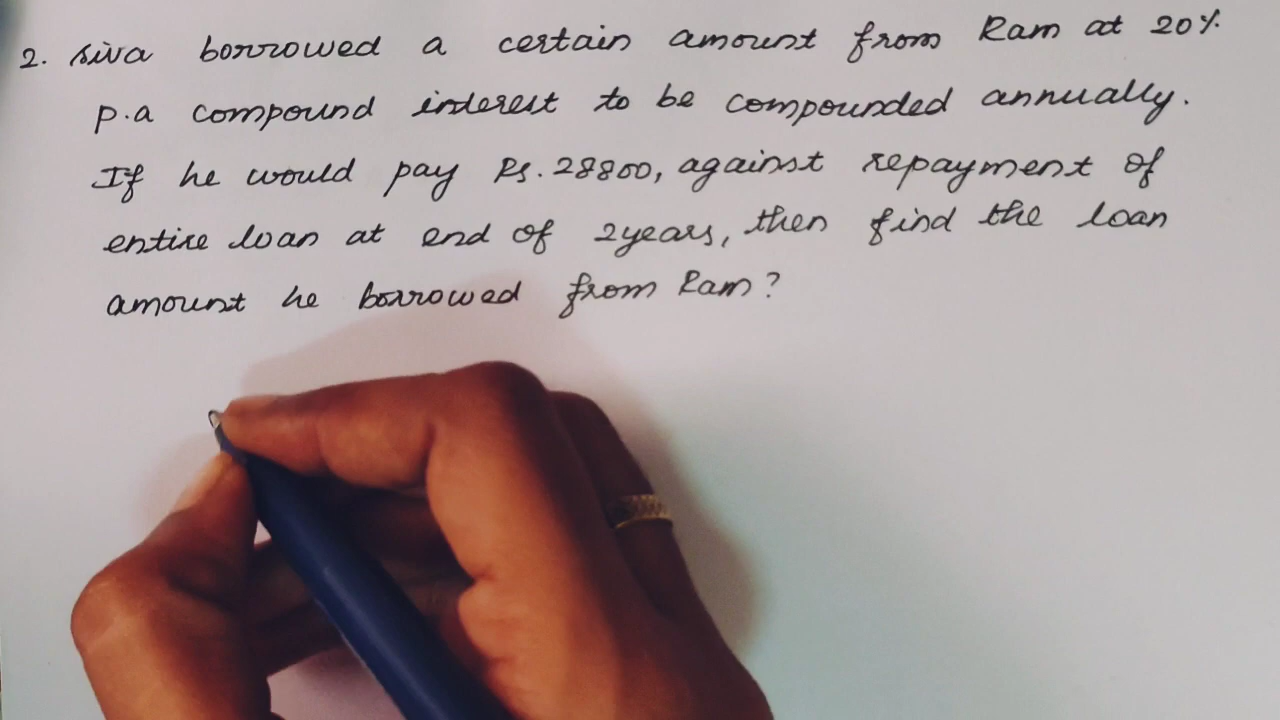 2. Siva borrowed a certain amount from Ram at 20%
p.a compound interest to be compounded annually.
If he would pay Rs. 28800, against repayment of
entire loan at end of 2years, then find the loan
amount he borrowed from Ram?